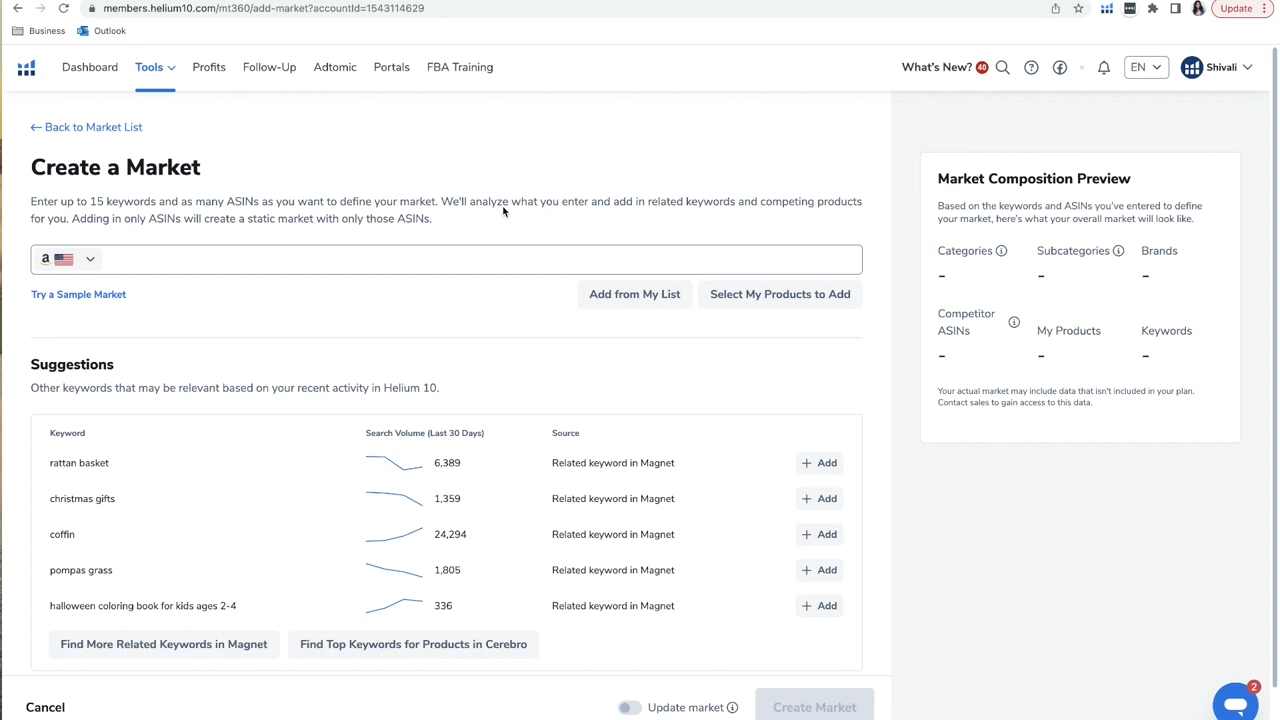 members.helium10.com/mt360/add-market?accountId=1543114629
Update
Business
Outlook
Dashboard
Tools
Profits
Follow-Up
Adtomic
Portals
FBA Training
What's New? 40
EN
Shivali
← Back to Market List
Create a Market
Enter up to 15 keywords and as many ASINs as you want to define your market. We'll analyze what you enter and add in related keywords and competing products
for you. Adding in only ASINs will create a static market with only those ASINs.
a
Try a Sample Market
Add from My List
Select My Products to Add
Suggestions
Other keywords that may be relevant based on your recent activity in Helium 10.
Keyword Search Volume (Last 30 Days) Source
rattan basket 6,389 Related keyword in Magnet + Add
christmas gifts 1,359 Related keyword in Magnet + Add
coffin 24,294 Related keyword in Magnet + Add
pompas grass 1,805 Related keyword in Magnet + Add
halloween coloring book for kids ages 2-4 336 Related keyword in Magnet + Add
Find More Related Keywords in Magnet
Find Top Keywords for Products in Cerebro
Cancel
Update market
Create Market
Market Composition Preview
Based on the keywords and ASINs you've entered to define
your market, here's what your overall market will look like.
Categories Subcategories Brands
- - -
Competitor
ASINs My Products Keywords
- - -
Your actual market may include data that isn't included in your plan.
Contact sales to gain access to this data.
2